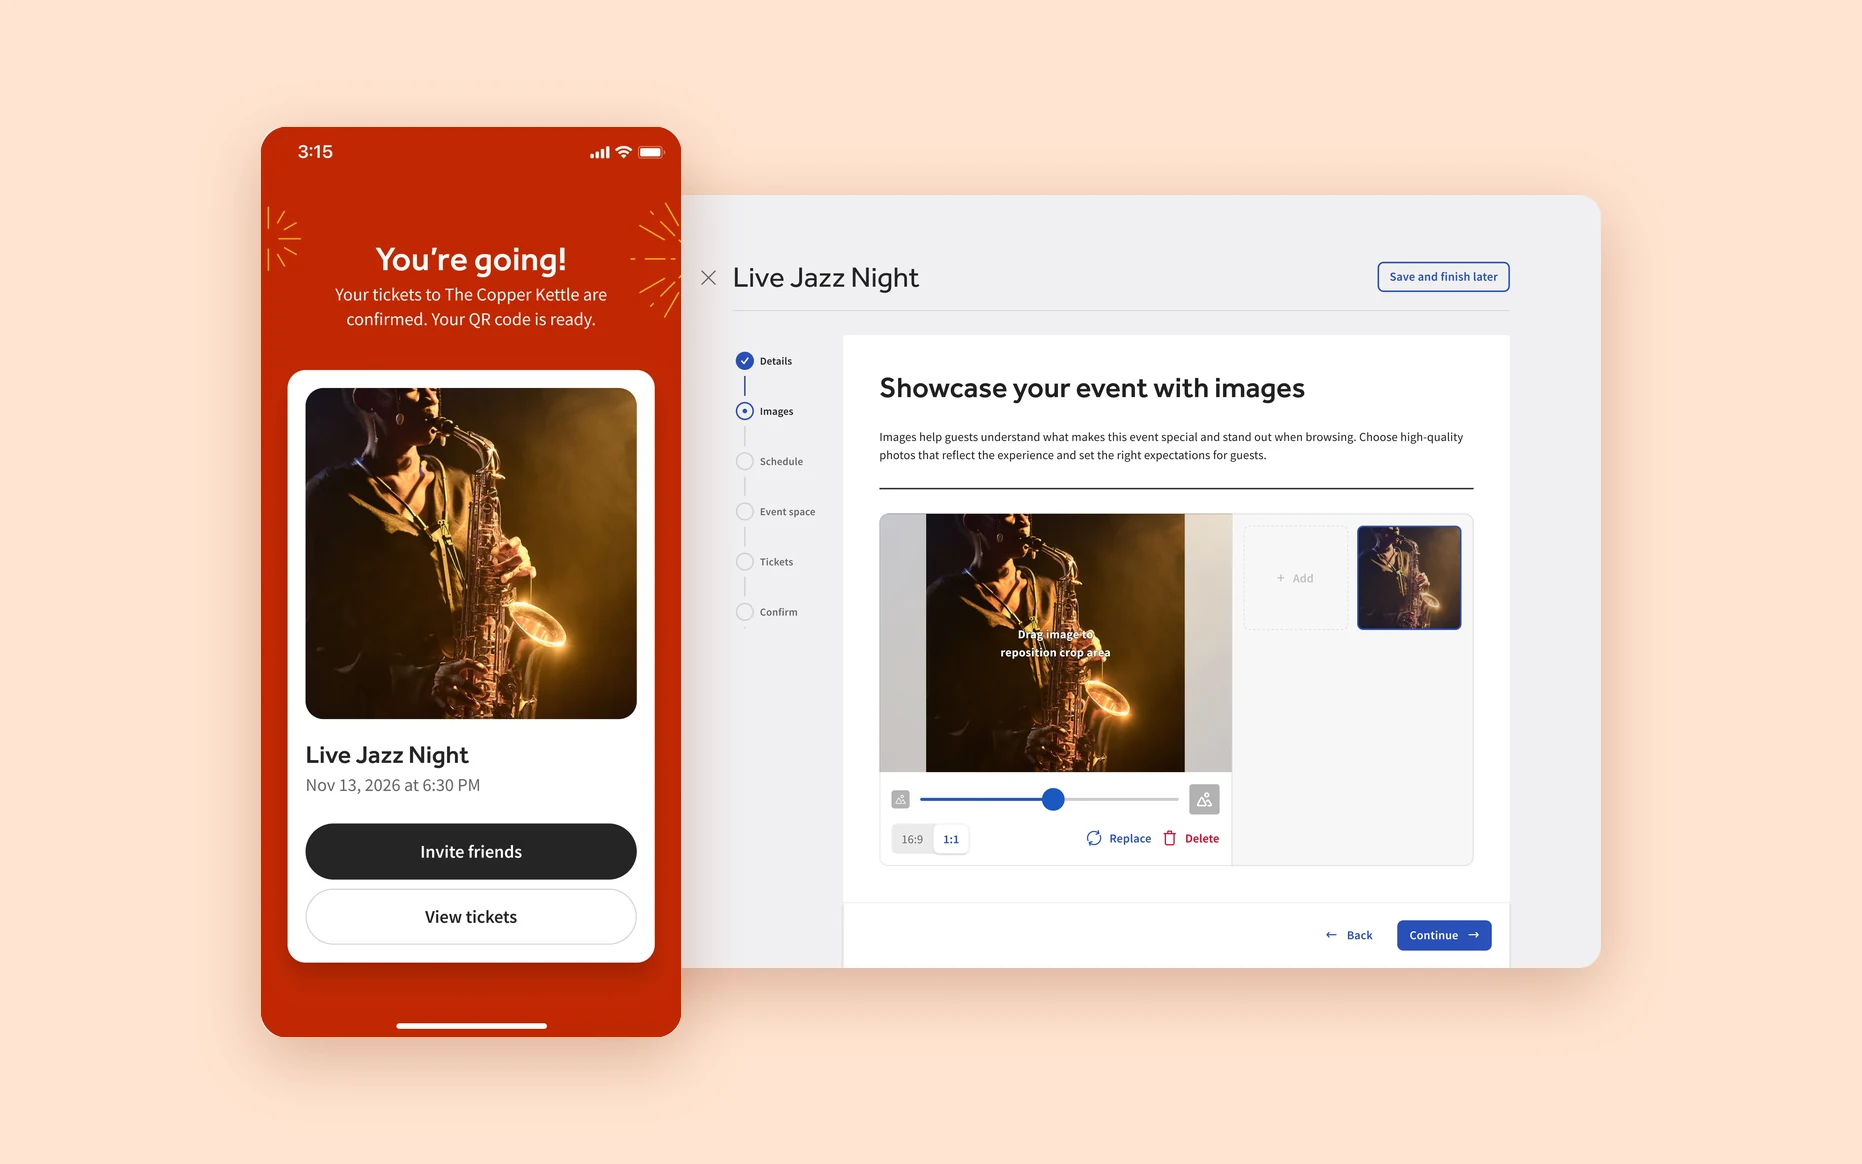 3:15
You're going!
Your tickets to The Copper Kettle are
confirmed. Your QR code is ready.
Live Jazz Night
Nov 13, 2026 at 6:30 PM
Invite friends
View tickets
Live Jazz Night
Save and finish later
Details
Images
Schedule
Event space
Tickets
Confirm
Showcase your event with images
Images help guests understand what makes this event special and stand out when browsing. Choose high-quality
photos that reflect the experience and set the right expectations for guests.
Drag image to
reposition crop area
+ Add
16:9
1:1
Replace
Delete
← Back
Continue →